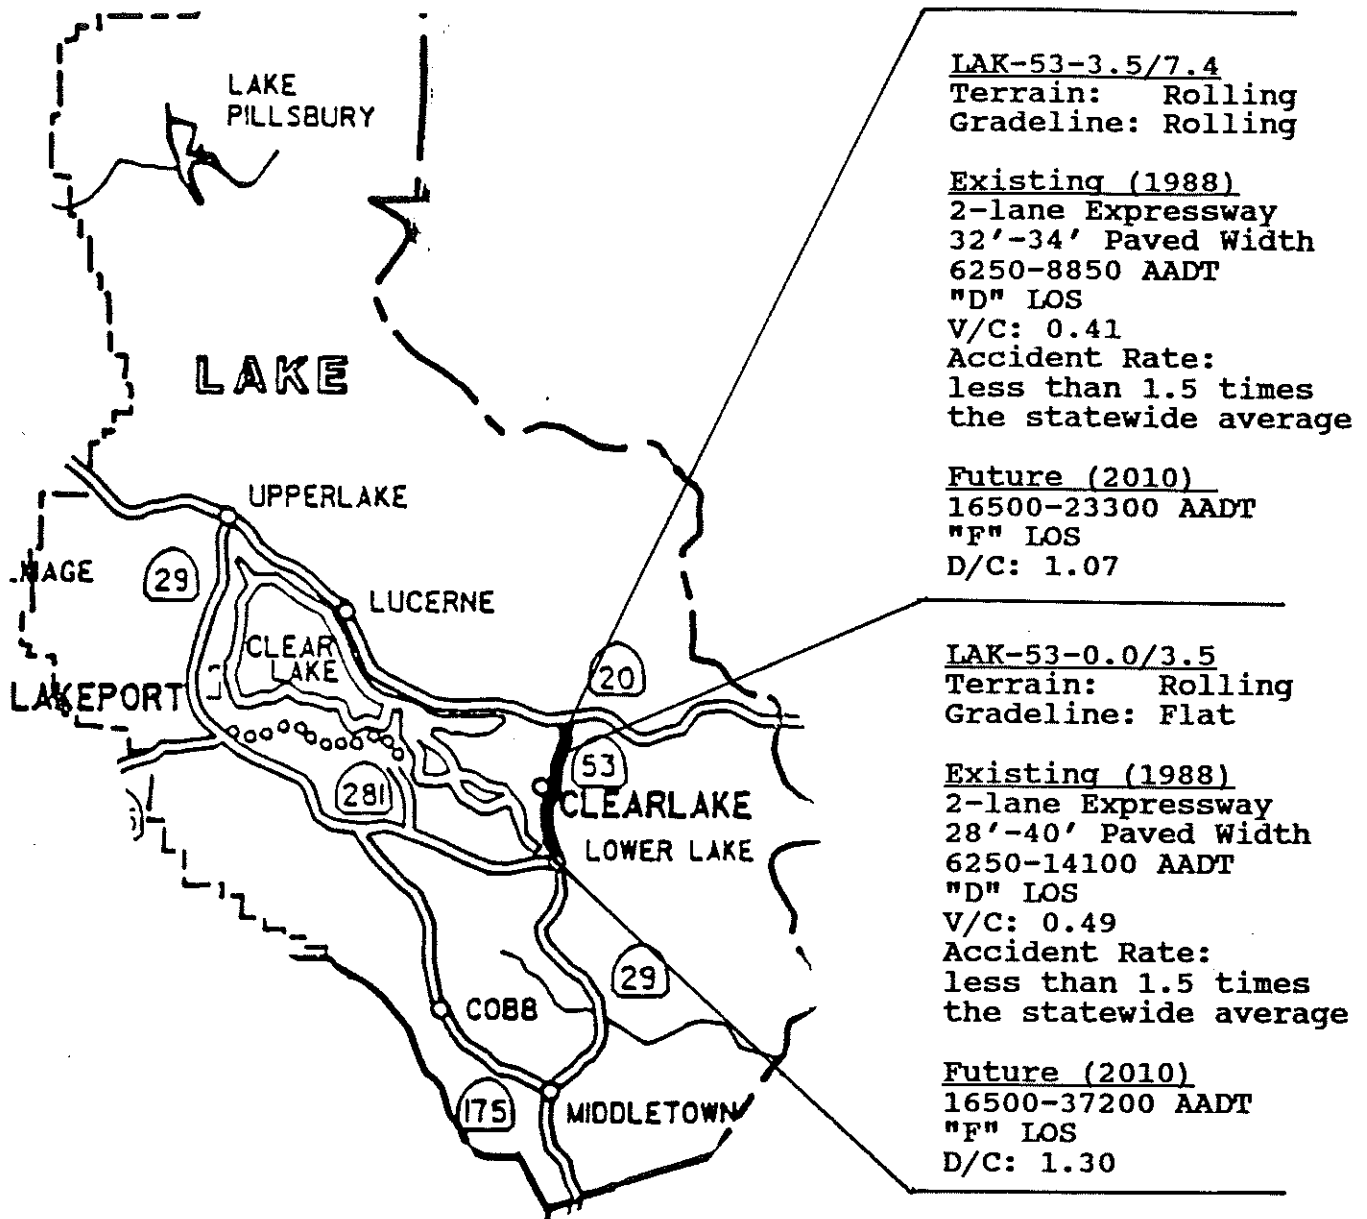 LAKE
PILLSBURY
LAKE
UPPERLAKE
29
LUCERNE
CLEAR
LAKE
LAKEPORT
20
53
281
CLEARLAKE
LOWER LAKE
29
COBB
175
MIDDLETOWN
LAK-53-3.5/7.4
Terrain: Rolling
Gradeline: Rolling
Existing (1988)
2-lane Expressway
32'-34' Paved Width
6250-8850 AADT
"D" LOS
V/C: 0.41
Accident Rate:
less than 1.5 times
the statewide average
Future (2010)
16500-23300 AADT
"F" LOS
D/C: 1.07
LAK-53-0.0/3.5
Terrain: Rolling
Gradeline: Flat
Existing (1988)
2-lane Expressway
28'-40' Paved Width
6250-14100 AADT
"D" LOS
V/C: 0.49
Accident Rate:
less than 1.5 times
the statewide average
Future (2010)
16500-37200 AADT
"F" LOS
D/C: 1.30